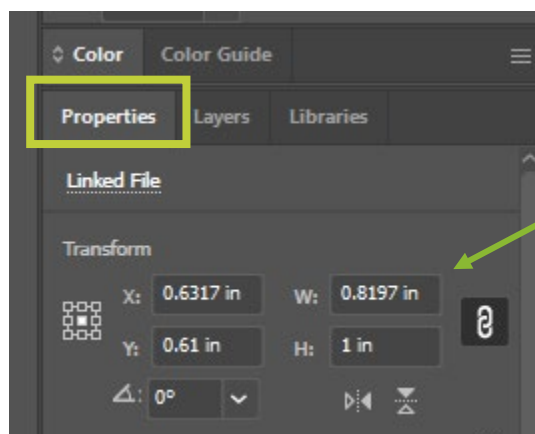 Color Color Guide
Properties Layers Libraries
Linked File
Transform
X: 0.6317 in W: 0.8197 in
Y: 0.61 in H: 1 in
: 0°